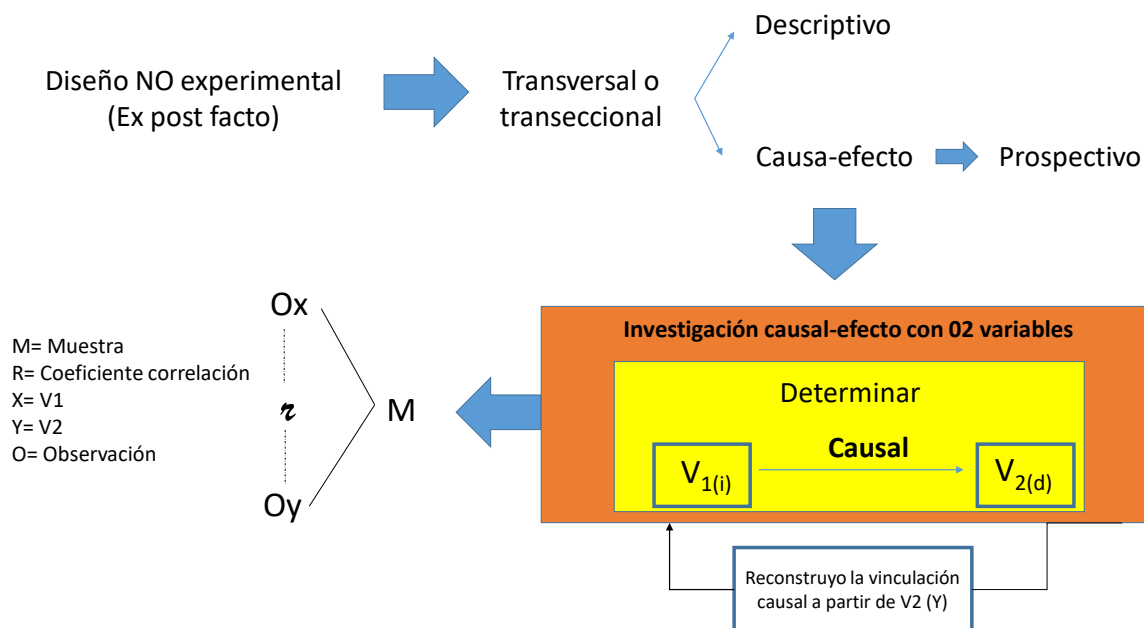 Descriptivo
Diseño NO experimental
(Ex post facto)
Transversal o
transeccional
Causa-efecto
Prospectivo
Ox
r
Oy
M
M= Muestra
R= Coeficiente correlación
X= V1
Y= V2
O= Observación
Investigación causal-efecto con 02 variables
Determinar
Causal
V1(i)
V2(d)
Reconstruyo la vinculación
causal a partir de V2 (Y)